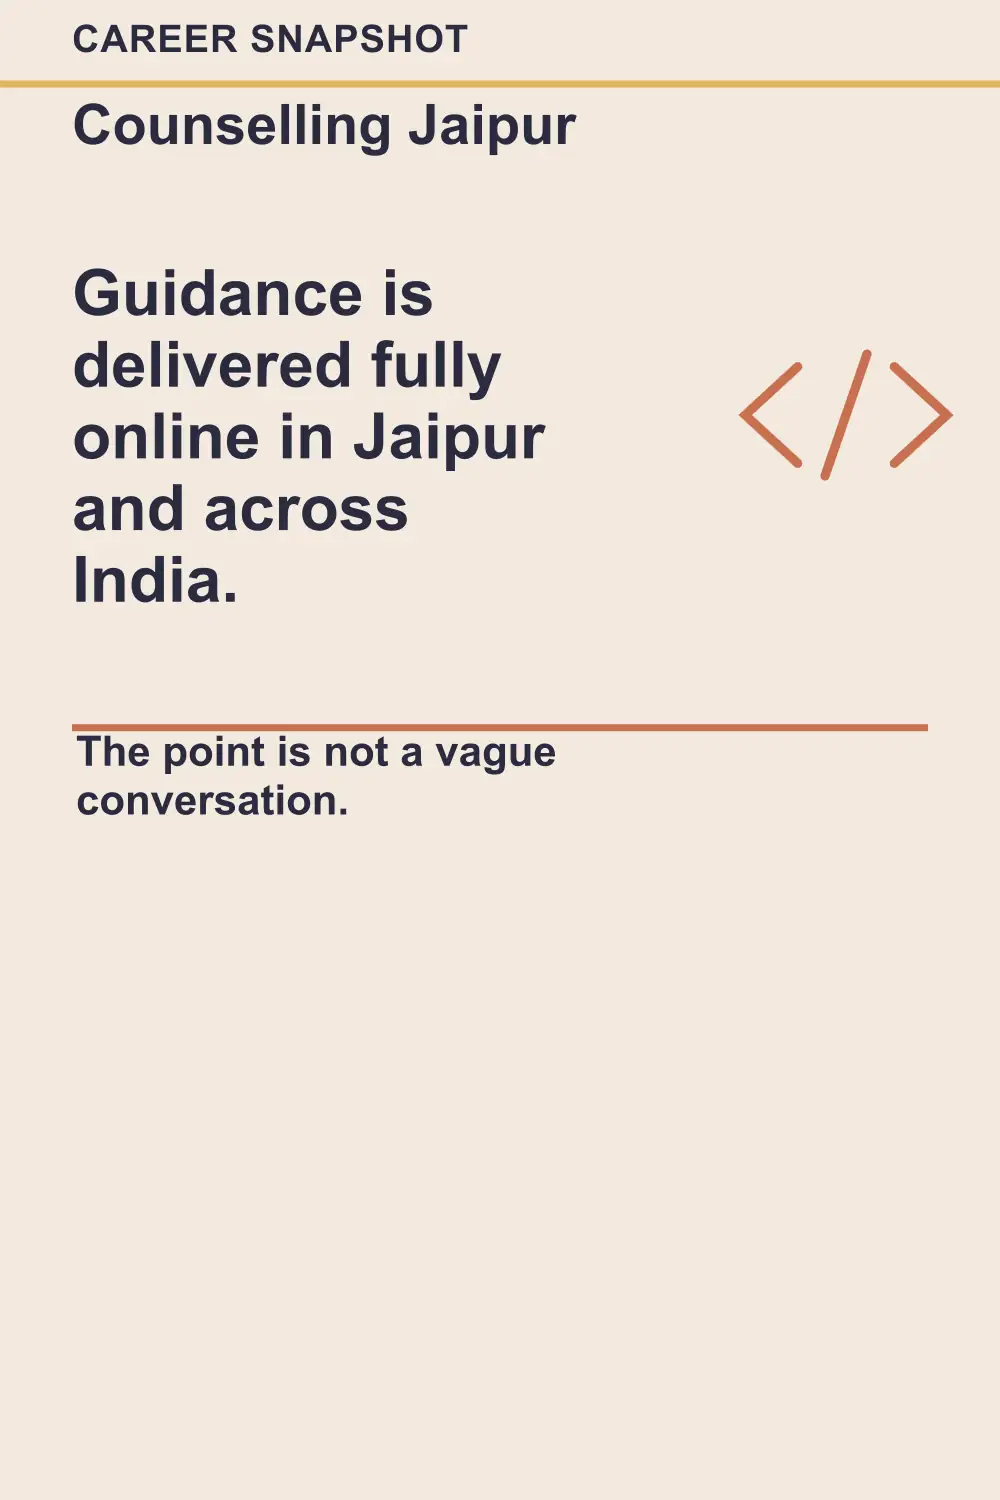 CAREER SNAPSHOT
Counselling Jaipur
Guidance is
delivered fully
online in Jaipur
and across
India.
The point is not a vague
conversation.